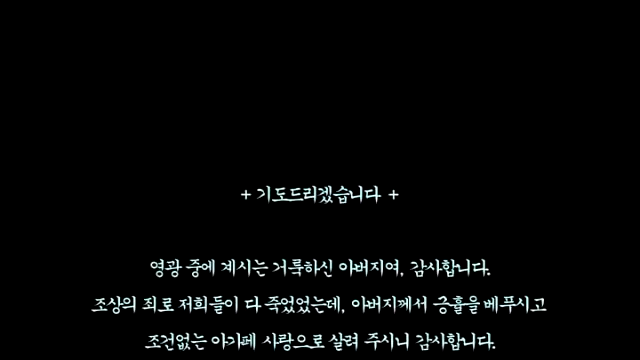 + 기도드리겠습니다 +
영광 중에 계시는 거룩하신 아버지여, 감사합니다.
조상의 죄로 저희들이 다 죽었었는데, 아버지께서 긍휼을 베푸시고
조건없는 아가페 사랑으로 살려 주시니 감사합니다.